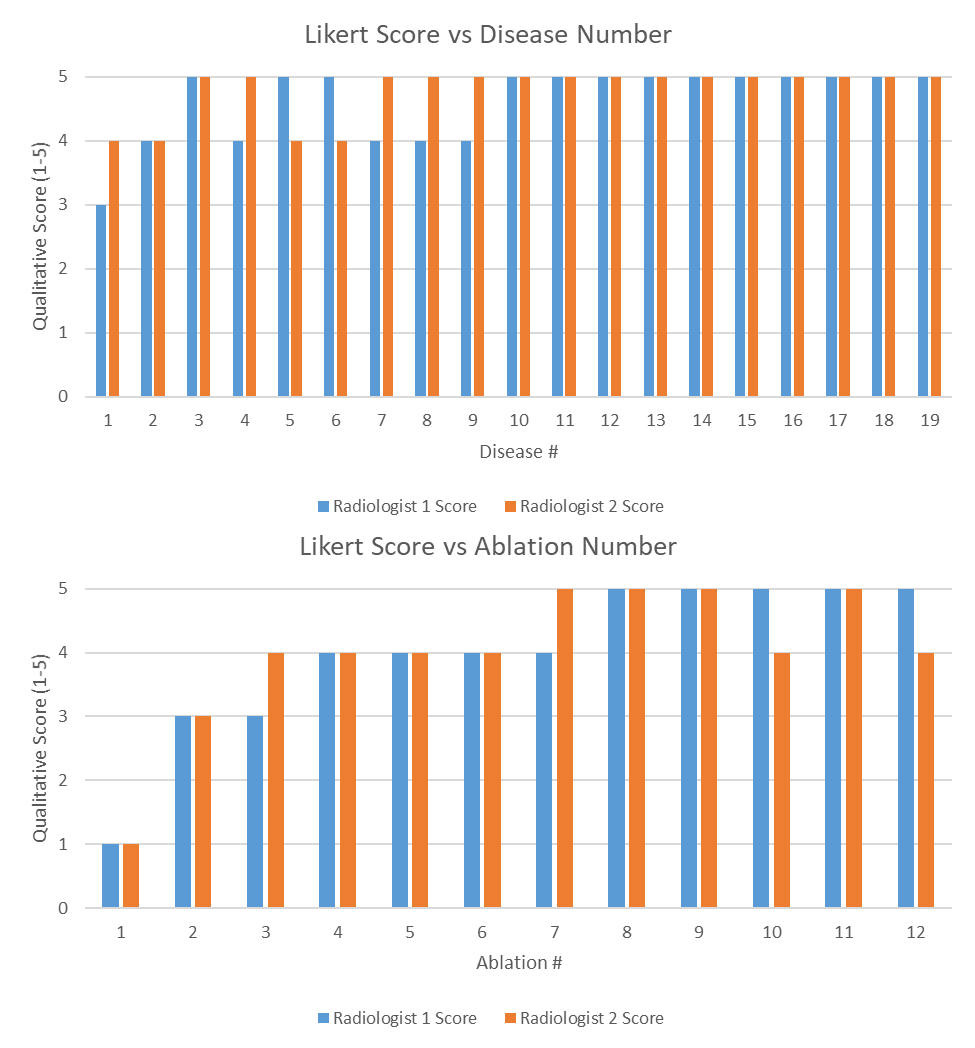 Likert Score vs Disease Number
5
4
3
2
1
0
Qualitative Score (1-5)
1 2 3 4 5 6 7 8 9 10 11 12 13 14 15 16 17 18 19
Disease #
Radiologist 1 Score Radiologist 2 Score
Likert Score vs Ablation Number
5
4
3
2
1
0
Qualitative Score (1-5)
1 2 3 4 5 6 7 8 9 10 11 12
Ablation #
Radiologist 1 Score Radiologist 2 Score